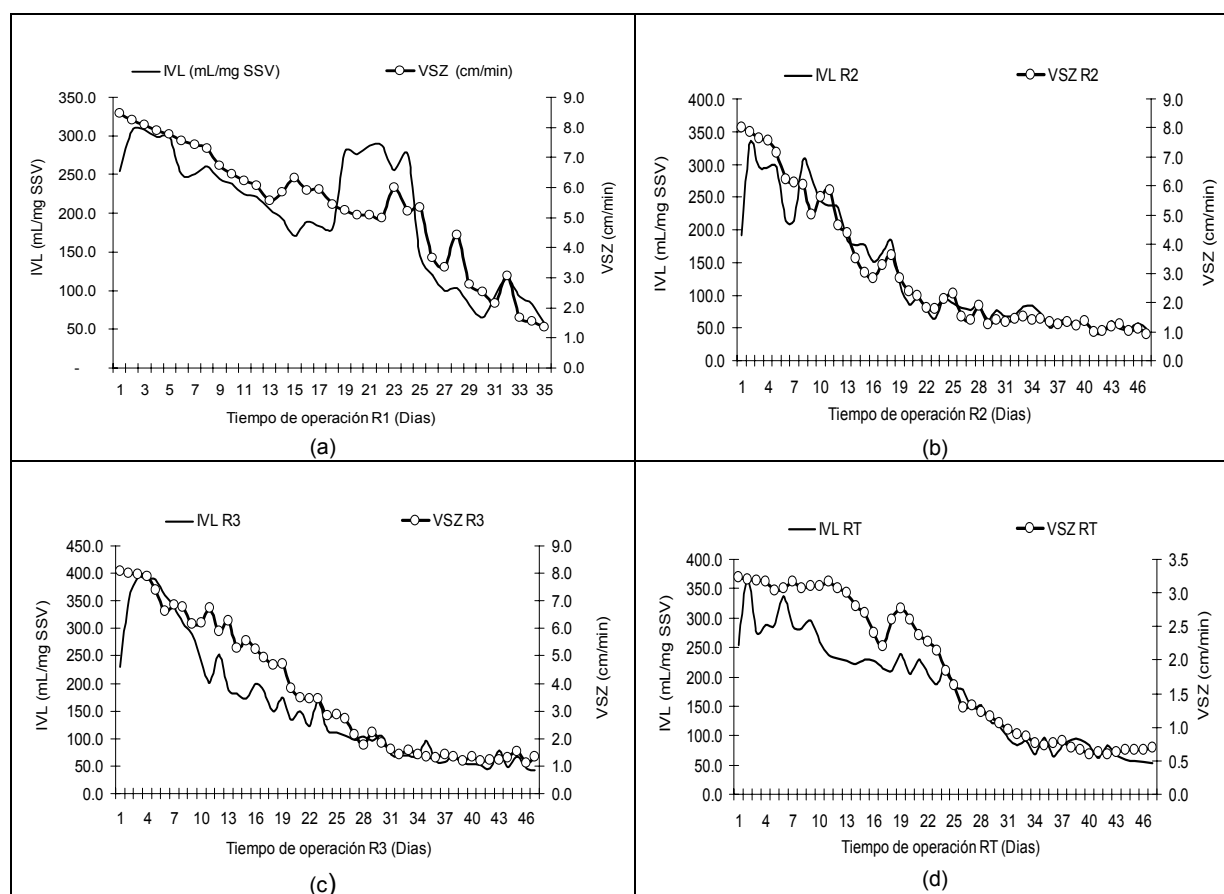 IVL (mL/mg SSV) VSZ (cm/min)
350.0 9.0
300.0 8.0
250.0 7.0
200.0 6.0
150.0 5.0
100.0 4.0
50.0 3.0
- 2.0
1.0
0.0
IVL (mL/mg SSV)
VSZ (cm/min)
1 3 5 7 9 11 13 15 17 19 21 23 25 27 29 31 33 35
Tiempo de operación R1 (Dias)
(a)
IVL R2 VSZ R2
400.0 9.0
350.0 8.0
300.0 7.0
250.0 6.0
200.0 5.0
150.0 4.0
100.0 3.0
50.0 2.0
0.0 1.0
0.0
IVL (mL/mg SSV)
VSZ (cm/min)
1 4 7 10 13 16 19 22 25 28 31 34 37 40 43 46
Tiempo de operación R2 (Dias)
(b)
IVL R3 VSZ R3
450.0 9.0
400.0 8.0
350.0 7.0
300.0 6.0
250.0 5.0
200.0 4.0
150.0 3.0
100.0 2.0
50.0 1.0
0.0 0.0
IVL (mL/mg SSV)
VSZ (cm/min)
1 4 7 10 13 16 19 22 25 28 31 34 37 40 43 46
Tiempo de operación R3 (Dias)
(c)
IVL RT VSZ RT
400.0 3.5
350.0 3.0
300.0 2.5
250.0 2.0
200.0 1.5
150.0 1.0
100.0 0.5
50.0 0.0
0.0
IVL (mL/mg SSV)
VSZ (cm/min)
1 4 7 10 13 16 19 22 25 28 31 34 37 40 43 46
Tiempo de operación RT (Dias)
(d)